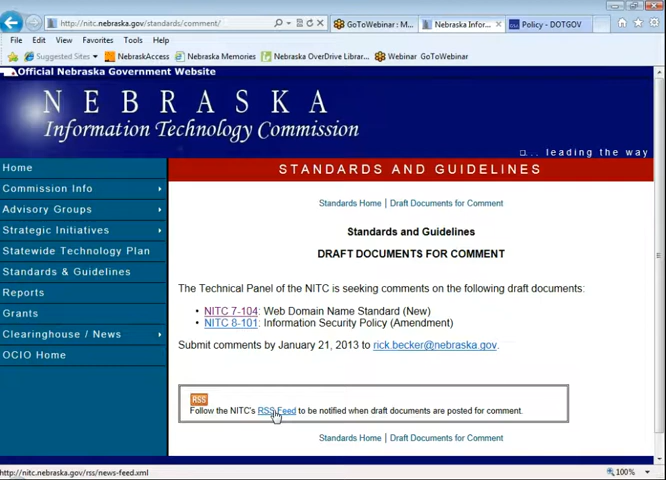 http://nitc.nebraska.gov/standards/comment/
GoToWebinar : M...
Nebraska Infor...
Policy - DOTGOV
File Edit View Favorites Tools Help
Suggested Sites
NebraskAccess
Nebraska Memories
Nebraska OverDrive Librar...
Webinar GoToWebinar
Official Nebraska Government Website
NEBRASKA
Information Technology Commission
... leading the way
Home
Commission Info
Advisory Groups
Strategic Initiatives
Statewide Technology Plan
Standards & Guidelines
Reports
Grants
Clearinghouse / News
OCIO Home
STANDARDS AND GUIDELINES
Standards Home | Draft Documents for Comment
Standards and Guidelines
DRAFT DOCUMENTS FOR COMMENT
The Technical Panel of the NITC is seeking comments on the following draft documents:
• NITC 7-104: Web Domain Name Standard (New)
• NITC 8-101: Information Security Policy (Amendment)
Submit comments by January 21, 2013 to rick.becker@nebraska.gov.
RSS
Follow the NITC's RSS Feed to be notified when draft documents are posted for comment.
Standards Home | Draft Documents for Comment
http://nitc.nebraska.gov/rss/news-feed.xml
100%